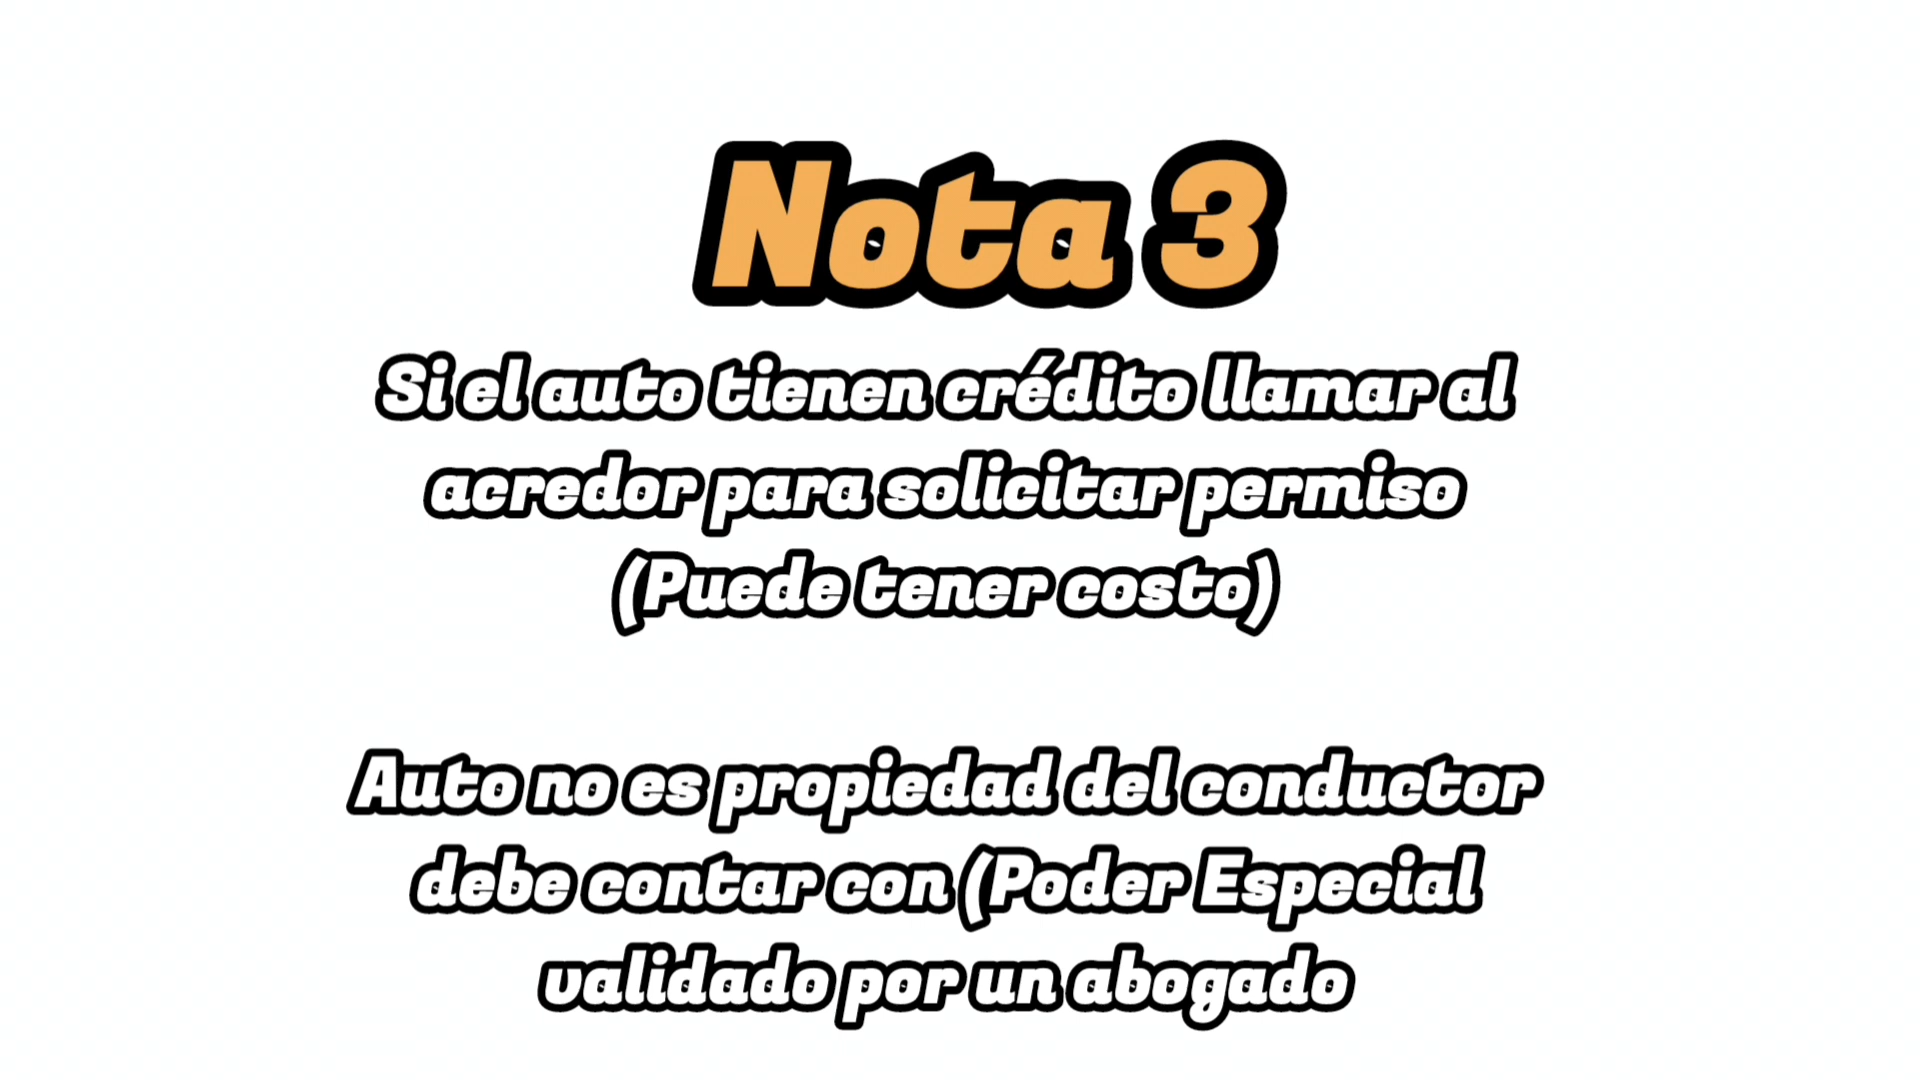 Nota 3
Si el auto tienen crédito llamar al
acredor para solicitar permiso
(Puede tener costo)
Auto no es propiedad del conductor
debe contar con (Poder Especial
validado por un abogado